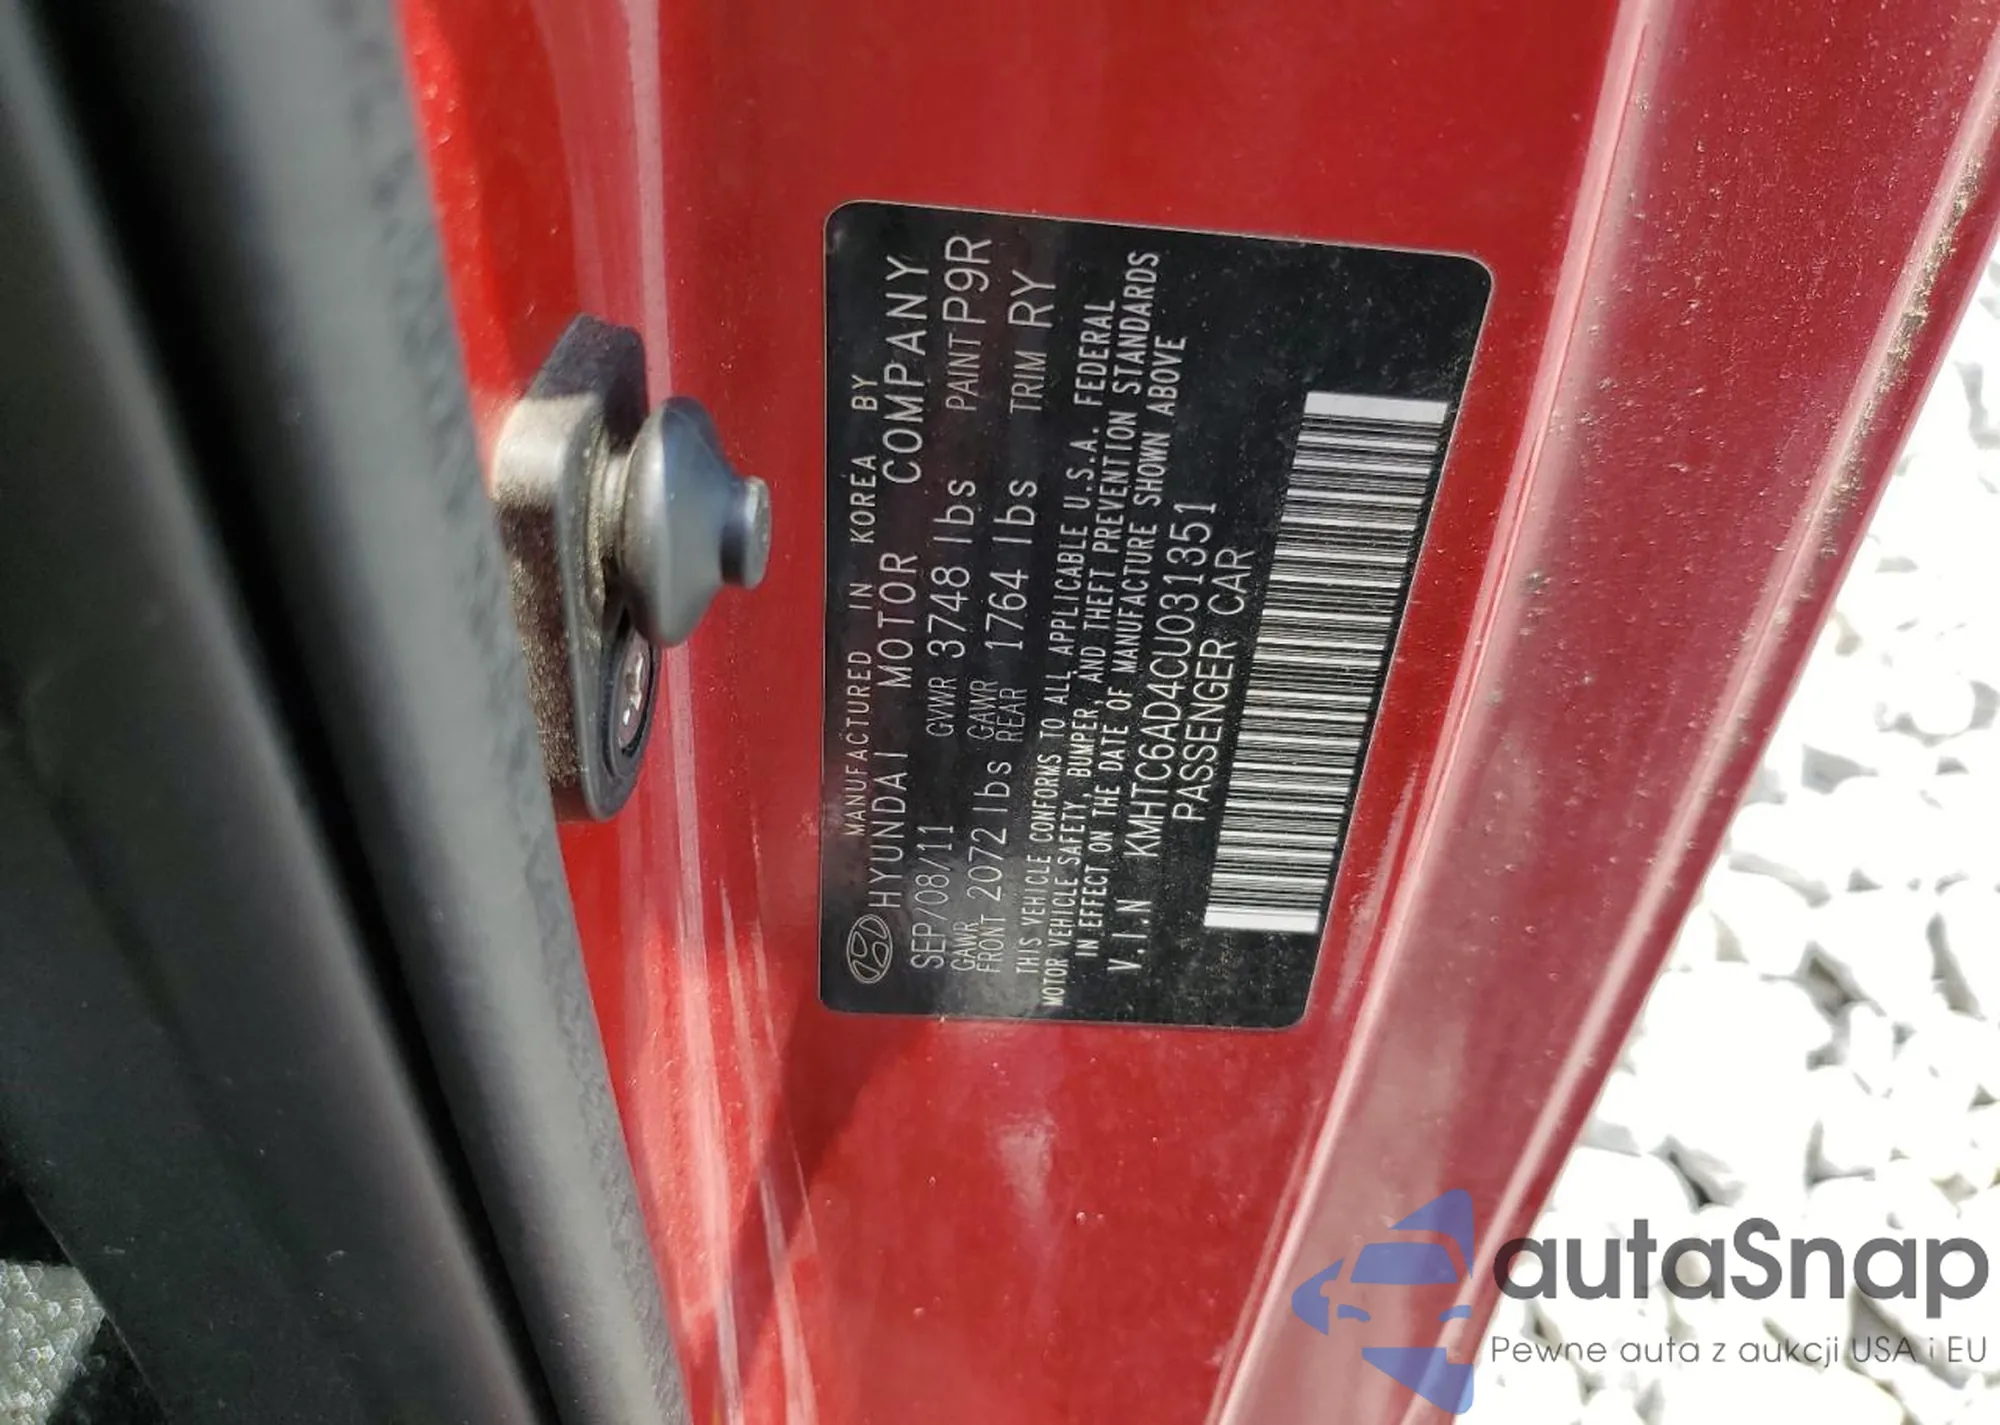 MANUFACTURED IN KOREA BY
HYUNDAI MOTOR COMPANY
SEP/08/11 GVWR 3748 lbs PAINT P9R
GAWR FRONT 2072 lbs GAWR REAR 1764 lbs TRIM RY
THIS VEHICLE CONFORMS TO ALL APPLICABLE U.S.A. FEDERAL
MOTOR VEHICLE SAFETY, BUMPER, AND THEFT PREVENTION STANDARDS
IN EFFECT ON THE DATE OF MANUFACTURE SHOWN ABOVE
V.I.N KMHTC6AD4CU031351
PASSENGER CAR
autaSnap
Pewne auta z aukcji USA i EU